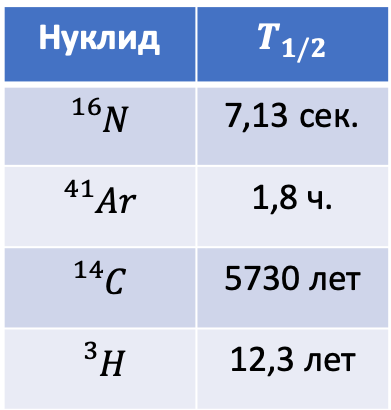 Нуклид T₁/₂
¹⁶N 7,13 сек.
⁴¹Ar 1,8 ч.
¹⁴C 5730 лет
³H 12,3 лет